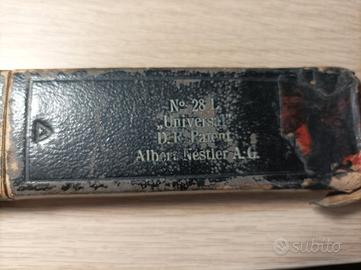 No 28 L
„Universal"
D. R. Patent
Albert Nestler A.G.
subito